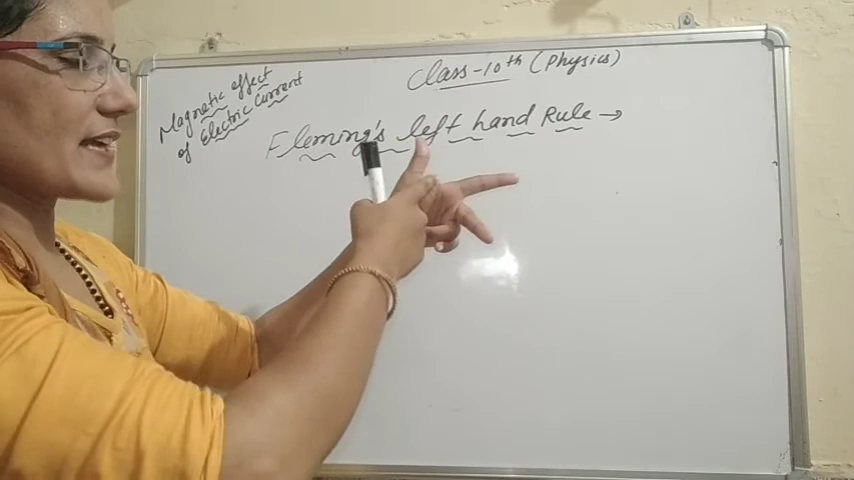 Class-10th (Physics)
Magnetic effect
of Electric Current
Fleming's left hand Rule →